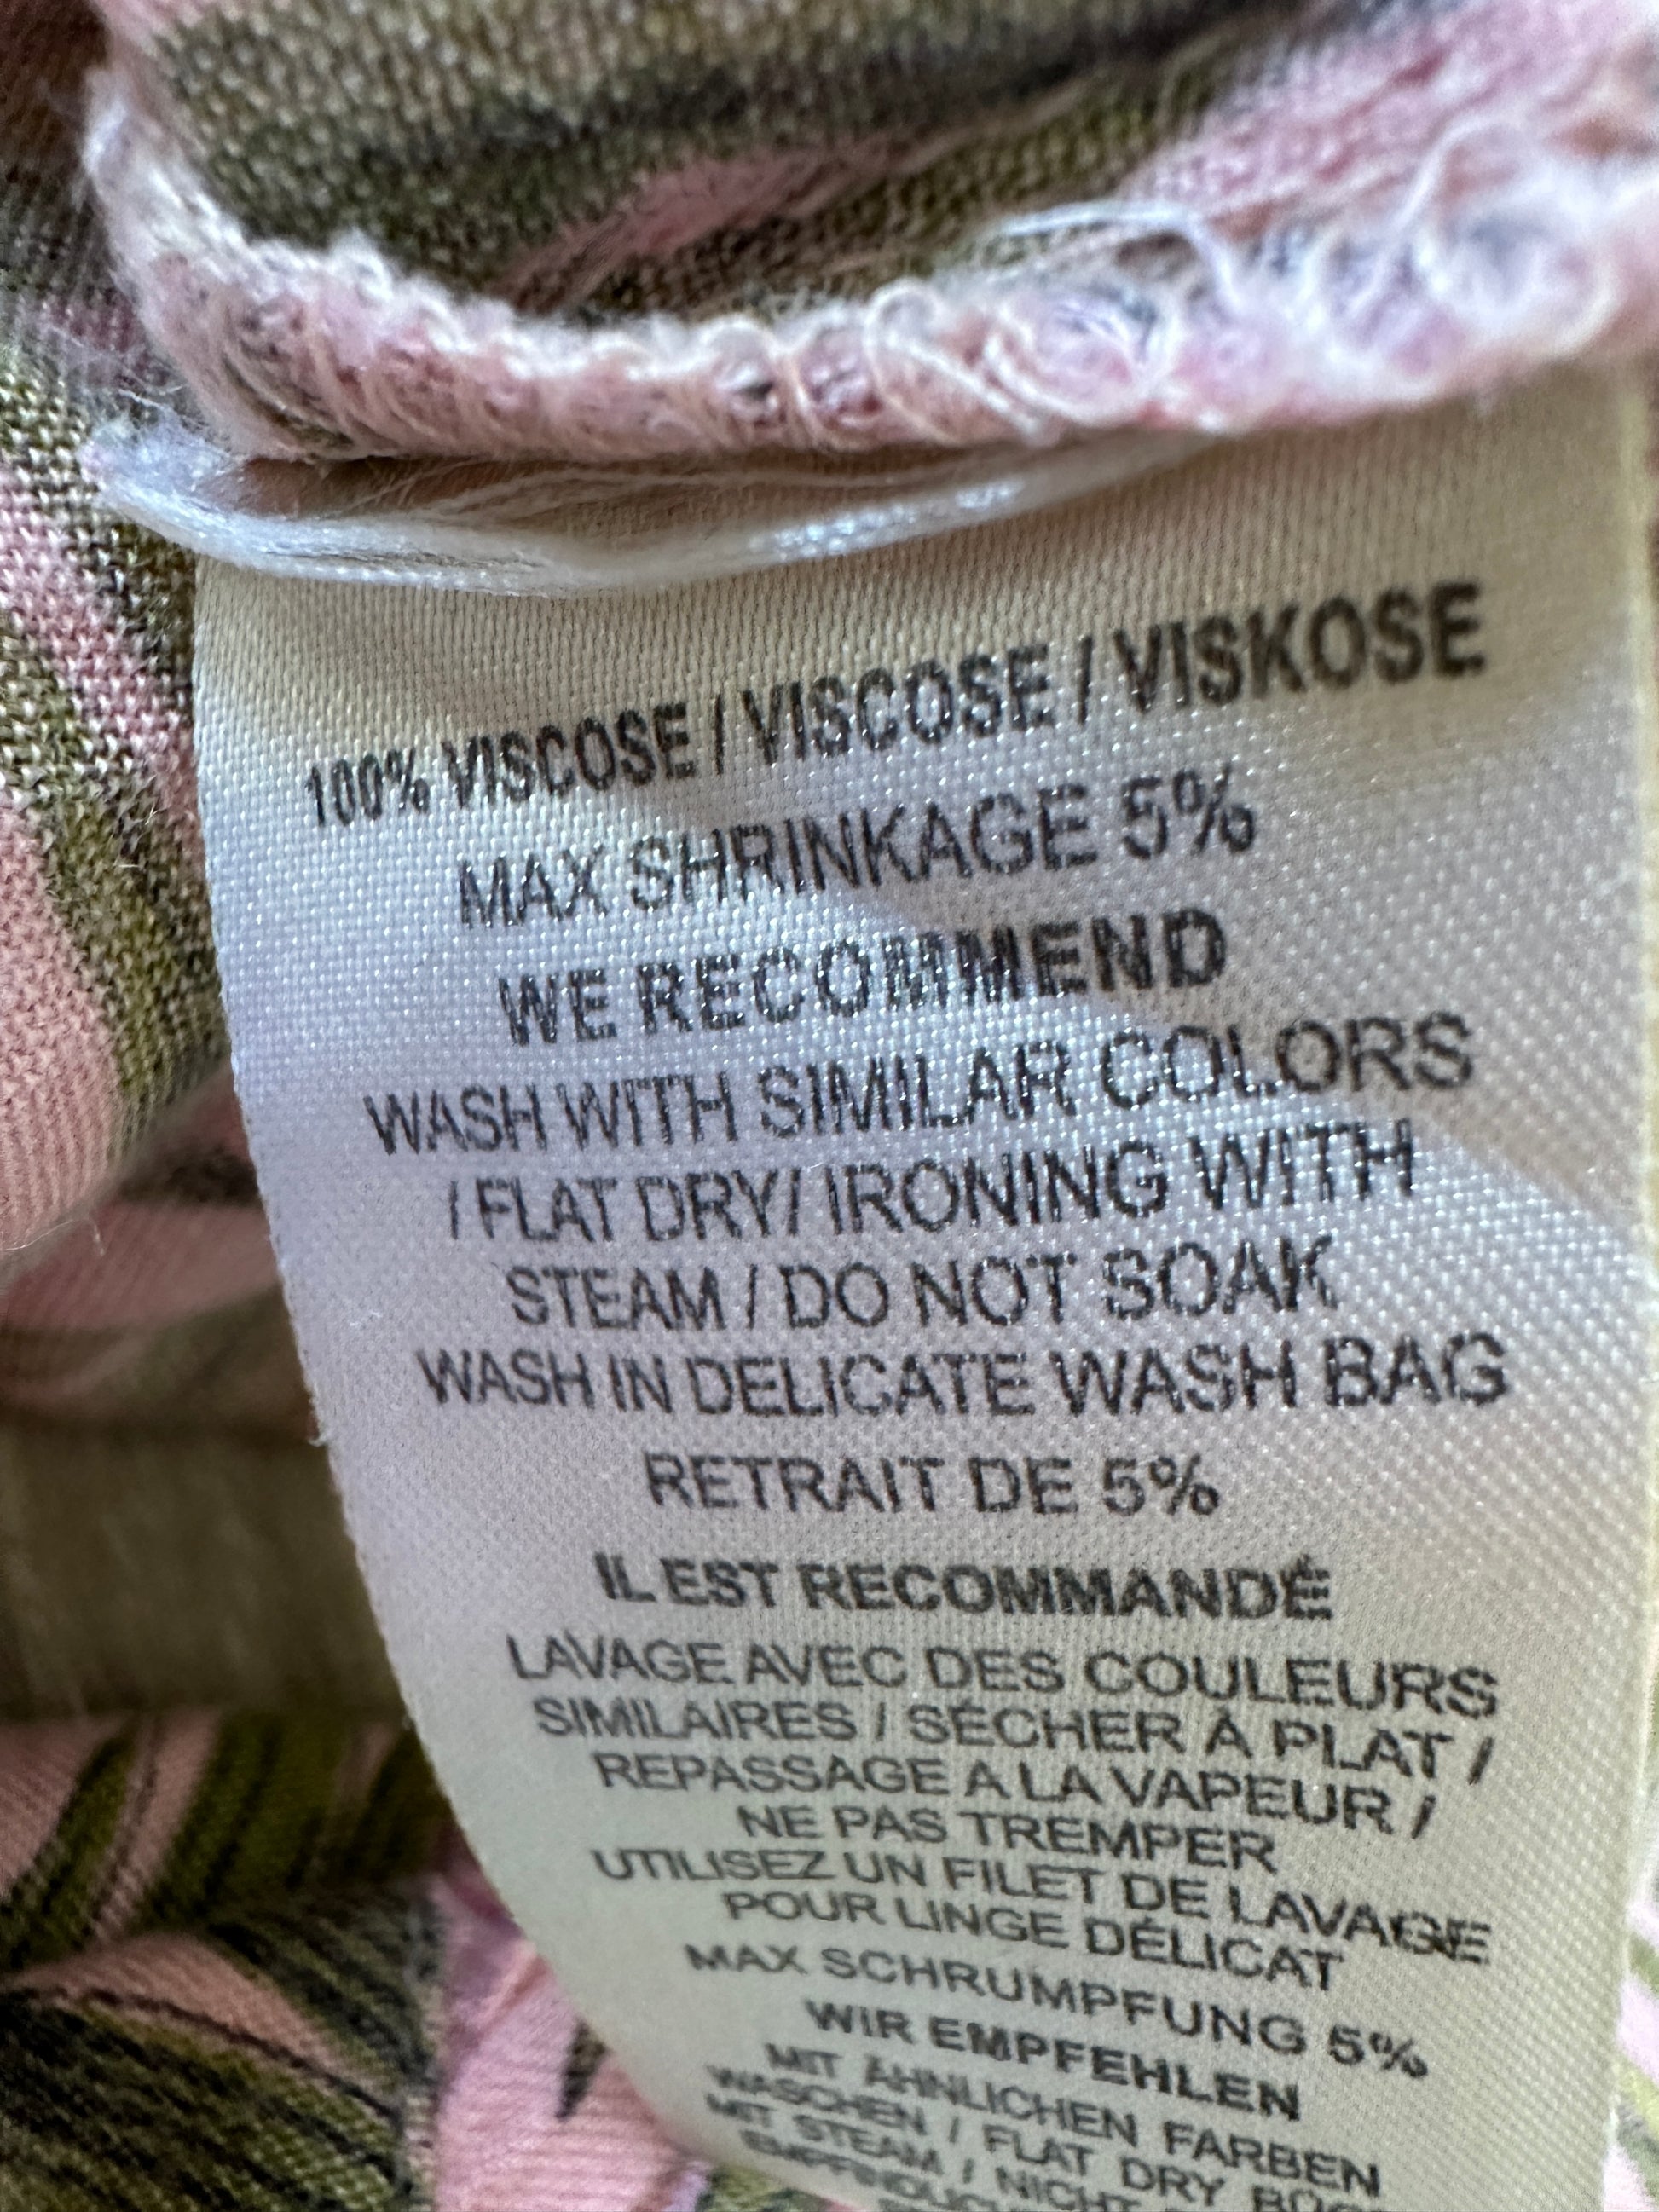 100% VISCOSE / VISCOSE / VISKOSE
MAX SHRINKAGE 5%
WE RECOMMEND
WASH WITH SIMILAR COLORS
/ FLAT DRY/ IRONING WITH
STEAM / DO NOT SOAK
WASH IN DELICATE WASH BAG
RETRAIT DE 5%
IL EST RECOMMANDÉ
LAVAGE AVEC DES COULEURS
SIMILAIRES / SÉCHER À PLAT /
REPASSAGE A LA VAPEUR /
NE PAS TREMPER
UTILISEZ UN FILET DE LAVAGE
POUR LINGE DÉLICAT
MAX SCHRUMPFUNG 5%
WIR EMPFEHLEN
MIT ÄHNLICHEN FARBEN
WASCHEN / FLAT DRY
MIT STEAM / NICHT